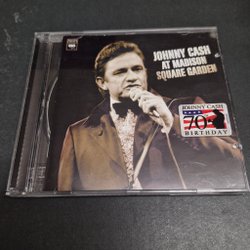 JOHNNY CASH
AT MADISON
SQUARE GARDEN
JOHNNY CASH
70
BIRTHDAY